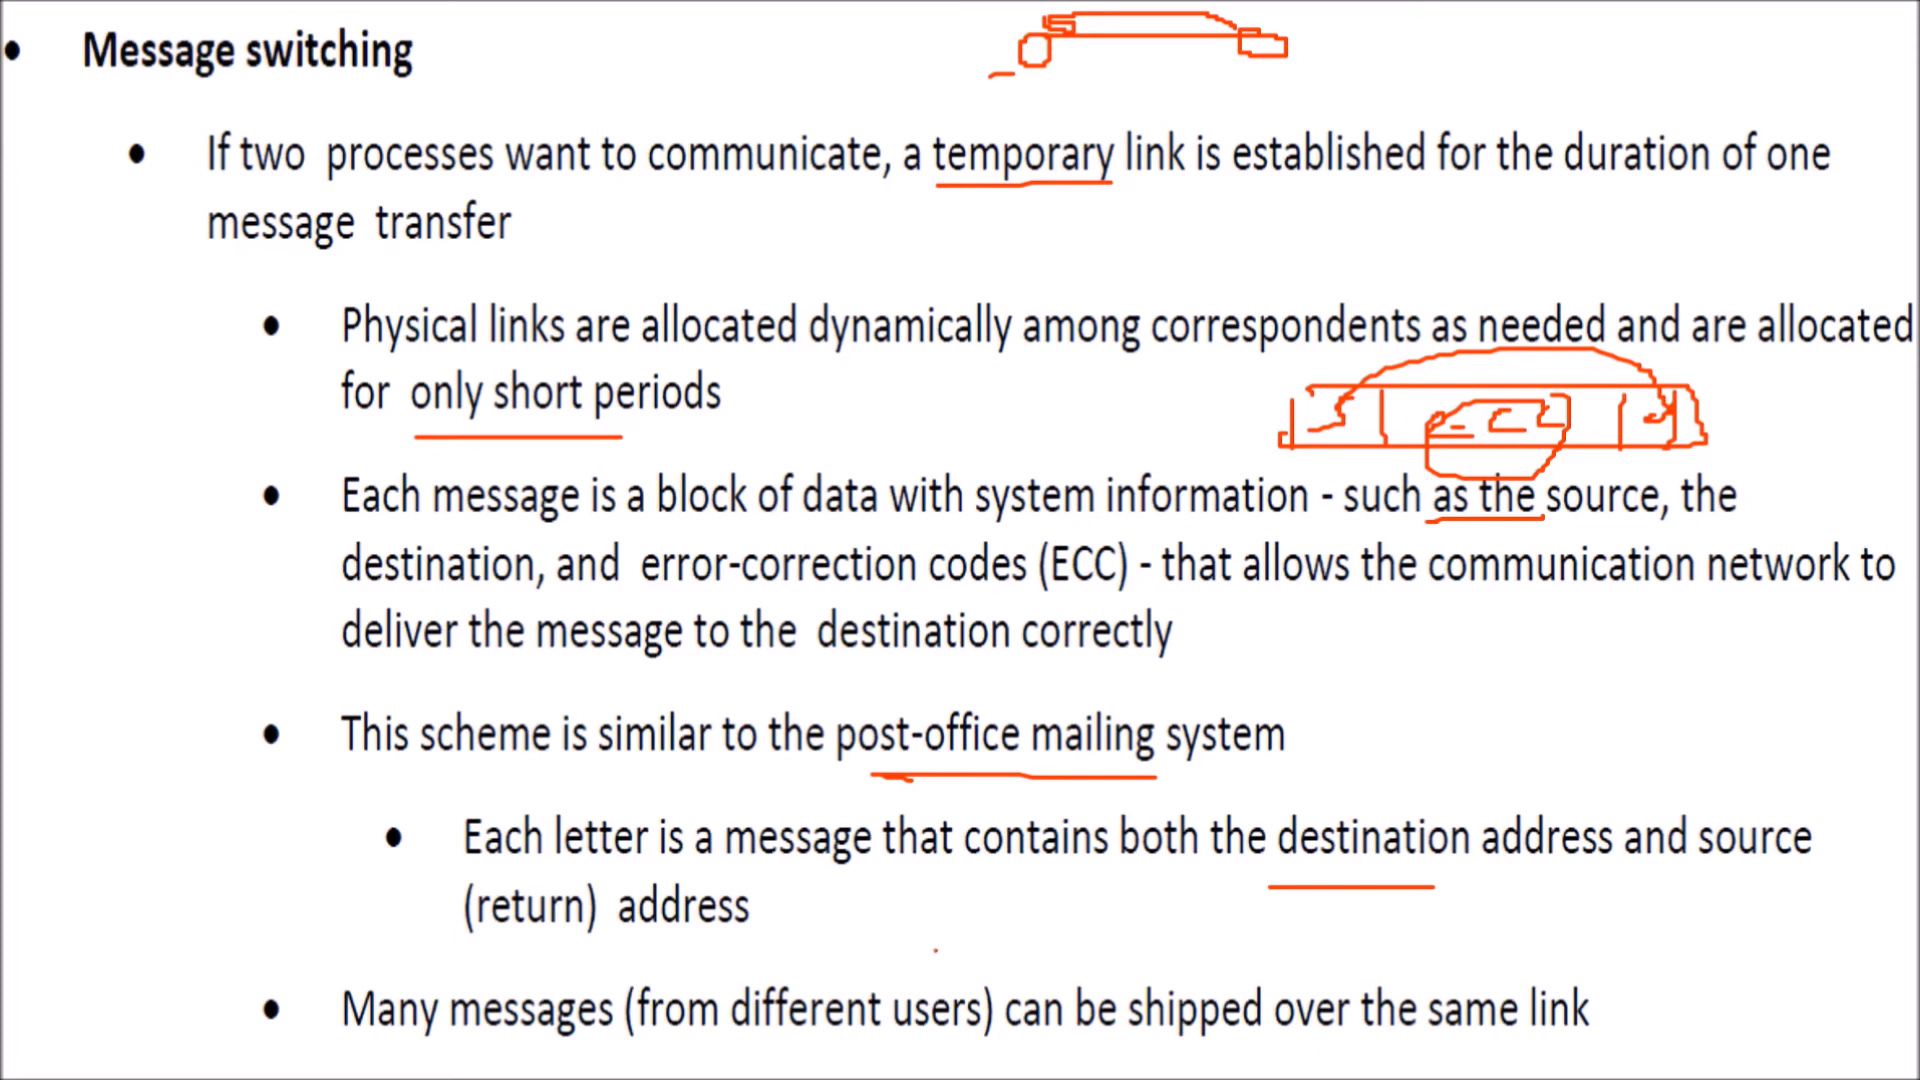 Message switching
If two processes want to communicate, a temporary link is established for the duration of one
message transfer
Physical links are allocated dynamically among correspondents as needed and are allocated
for only short periods
Each message is a block of data with system information - such as the source, the
destination, and error-correction codes (ECC) - that allows the communication network to
deliver the message to the destination correctly
This scheme is similar to the post-office mailing system
Each letter is a message that contains both the destination address and source
(return) address
Many messages (from different users) can be shipped over the same link